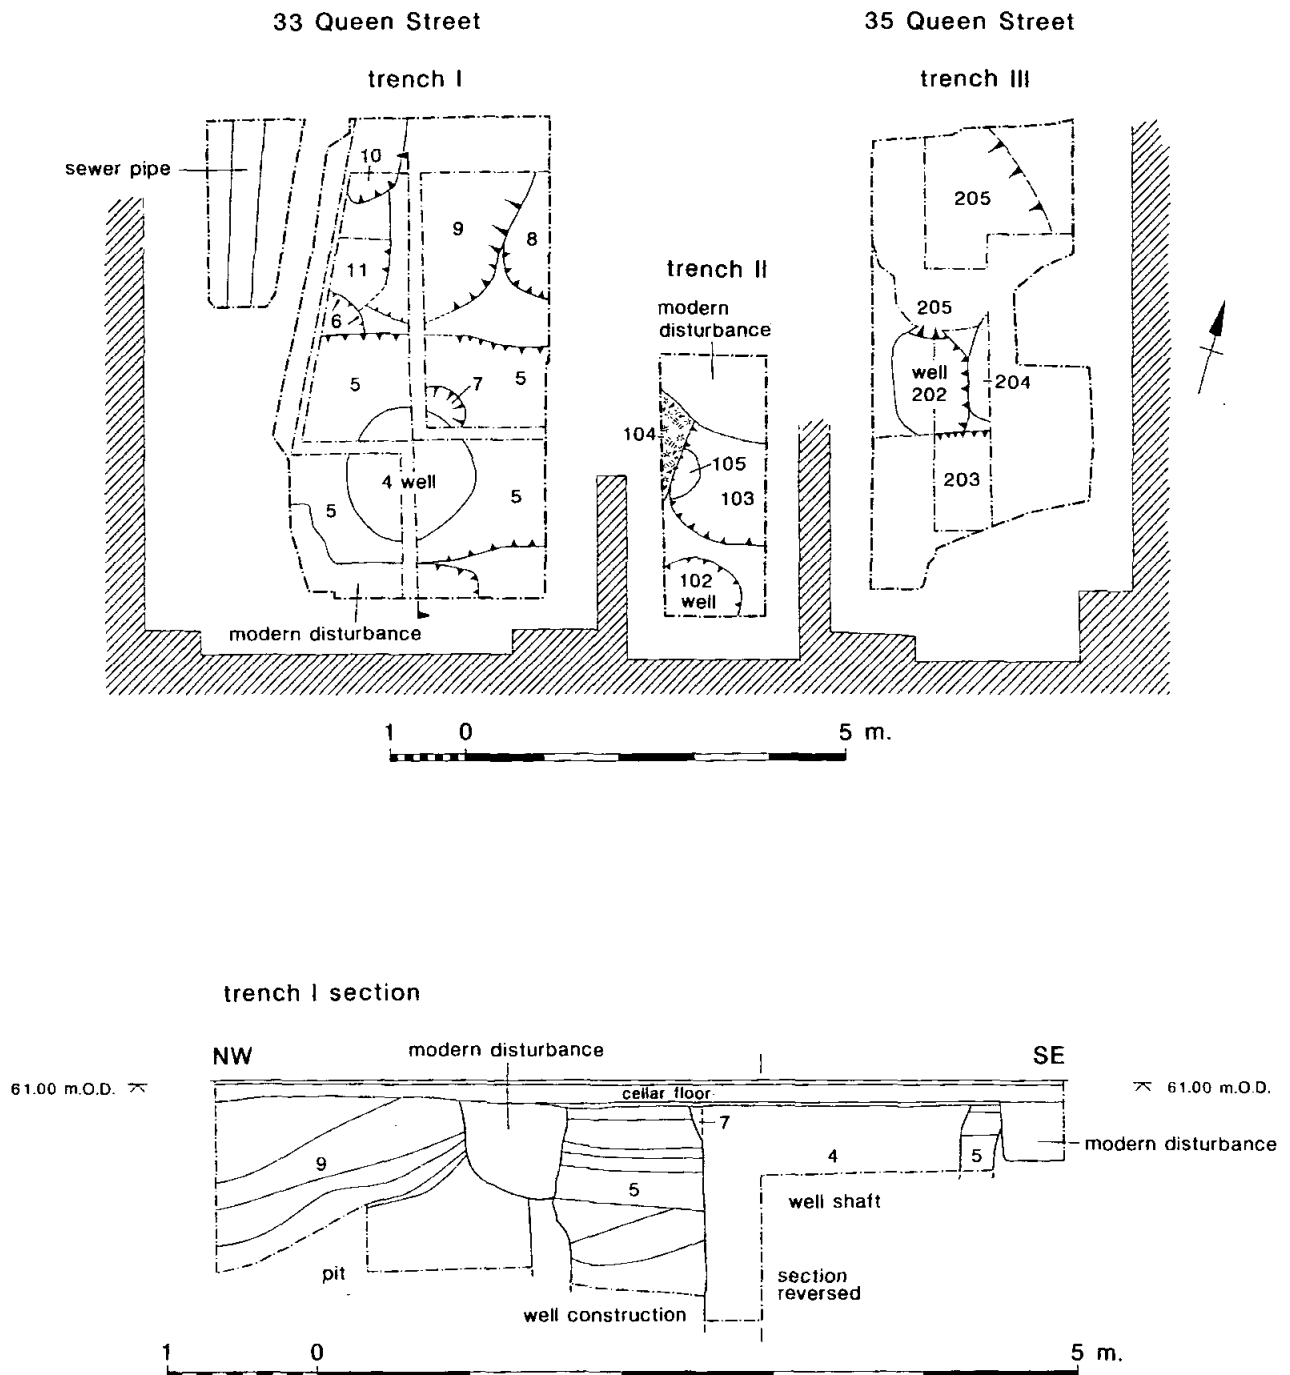 33 Queen Street
35 Queen Street
trench I
trench III
sewer pipe
10
9
8
11
6
5
7
5
4 well
5
5
modern disturbance
trench II
modern
disturbance
104
105
103
102
well
205
205
well
202
204
203
1 0 5 m.
trench I section
NW
modern disturbance
SE
61.00 m.O.D.
61.00 m.O.D.
cellar floor
7
9
5
4
5
modern disturbance
well shaft
pit
section
reversed
well construction
1 0 5 m.